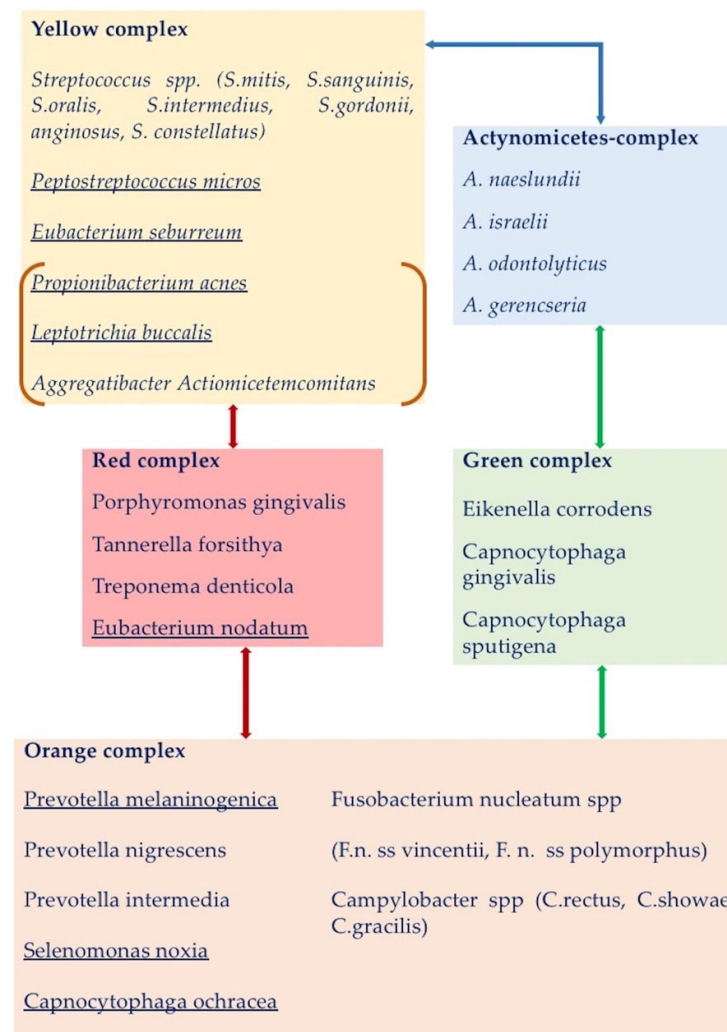 Yellow complex
Streptococcus spp. (S.mitis, S.sanguinis,
S.oralis, S.intermedius, S.gordonii,
anginosus, S. constellatus)
Peptostreptococcus micros
Eubacterium seburreum
Propionibacterium acnes
Leptotrichia buccalis
Aggregatibacter Actiomicetemcomitans
Actynomicetes-complex
A. naeslundii
A. israelii
A. odontolyticus
A. gerencseria
Red complex
Porphyromonas gingivalis
Tannerella forsithya
Treponema denticola
Eubacterium nodatum
Green complex
Eikenella corrodens
Capnocytophaga
gingivalis
Capnocytophaga
sputigena
Orange complex
Prevotella melaninogenica
Prevotella nigrescens
Prevotella intermedia
Selenomonas noxia
Capnocytophaga ochracea
Fusobacterium nucleatum spp
(F.n. ss vincentii, F. n. ss polymorphus)
Campylobacter spp (C.rectus, C.showae
C.gracilis)